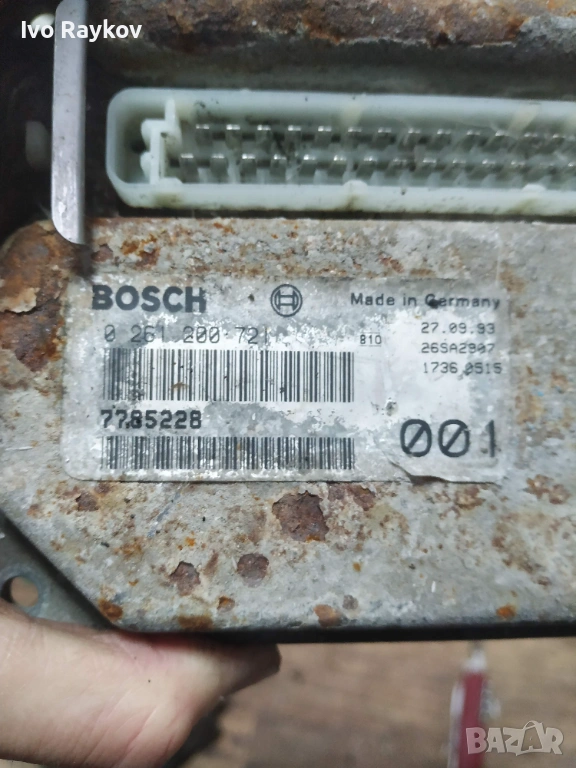 Ivo Raykov
BOSCH Made in Germany
0 261 200 721 810 27.09.93
26SA2907
1736 0515
7785228
001
BAZAR